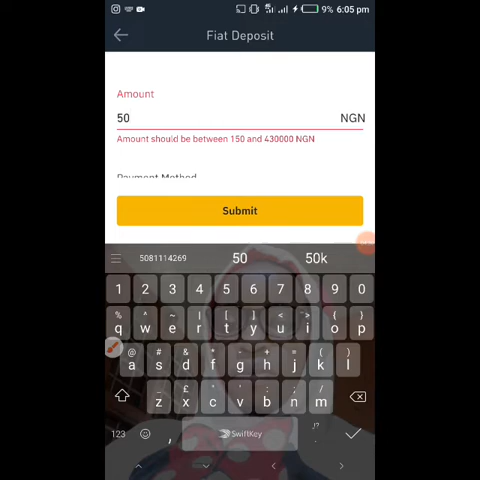 9% 6:05 pm
Fiat Deposit
Amount
50 NGN
Amount should be between 150 and 430000 NGN
Payment Method
Submit
5081114269 50 50k
1 2 3 4 5 6 7 8 9 0
% ^ ~ | [ ] < > { }
q w e r t y u i o p
@ # & * - + = ( )
a s d f g h j k l
£ " ' : ; /
z x c v b n m
123 , SwiftKey ,!? .